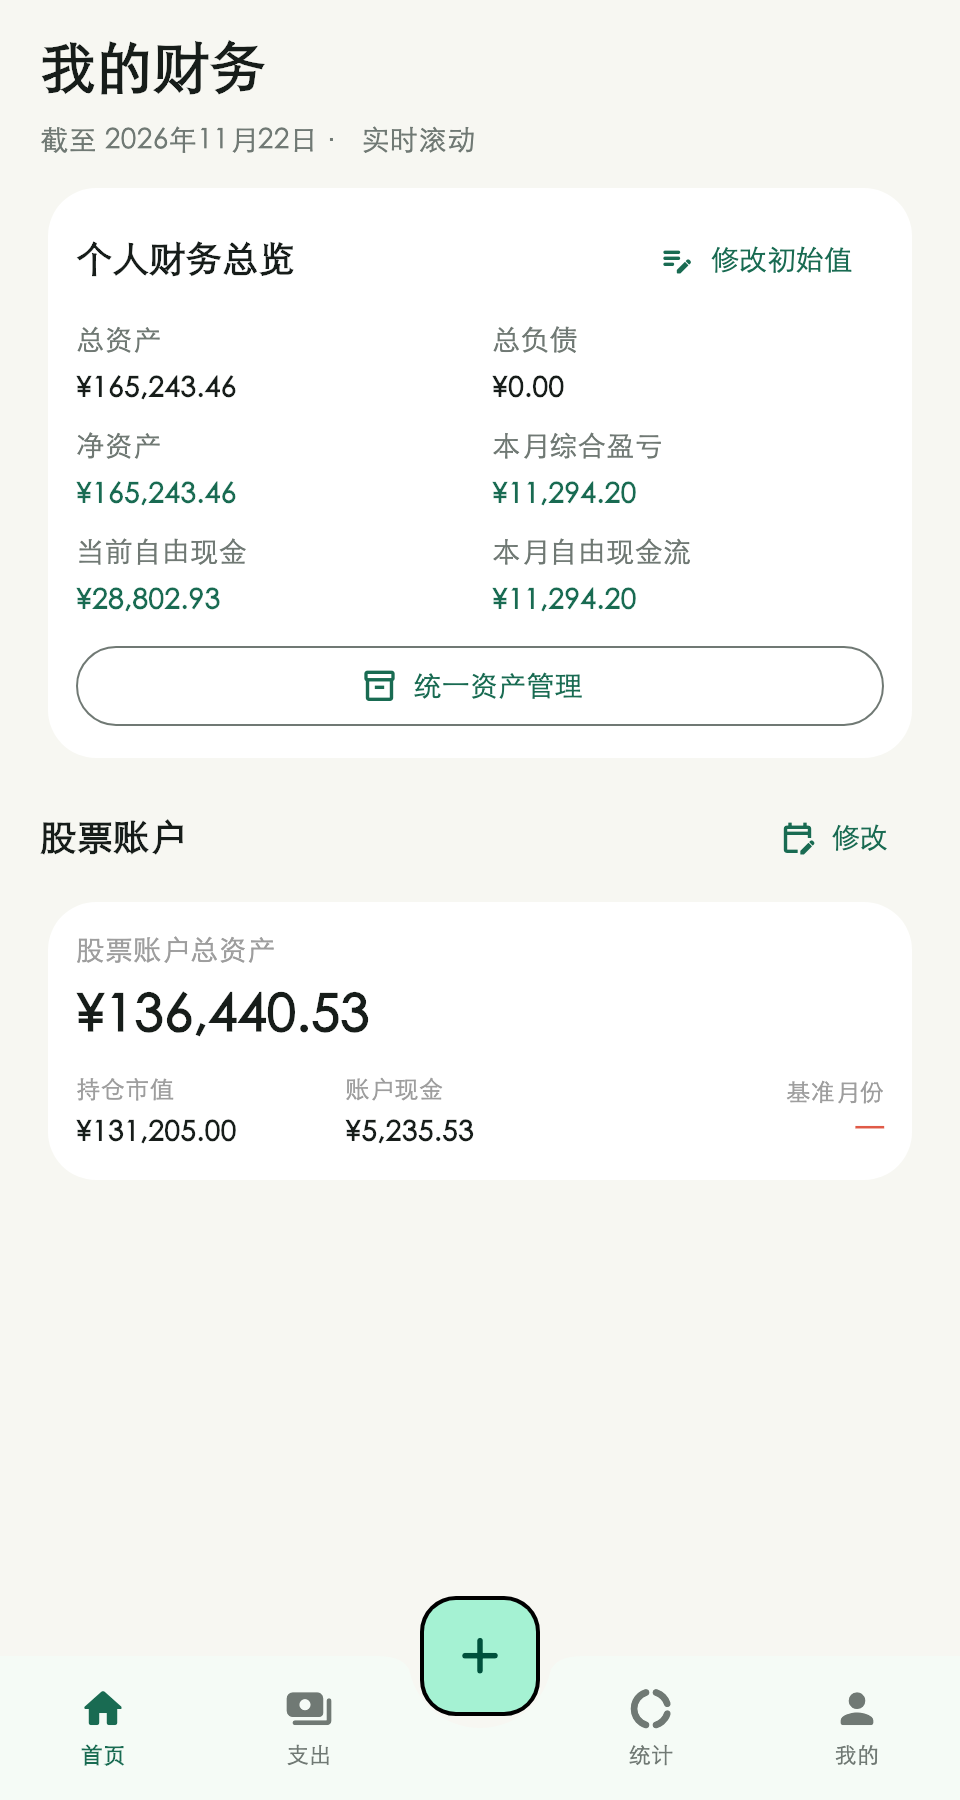 我的财务
截至 2026年11月22日 · 实时滚动
个人财务总览
修改初始值
总资产
总负债
¥165,243.46
¥0.00
净资产
本月综合盈亏
¥165,243.46
¥11,294.20
当前自由现金
本月自由现金流
¥28,802.93
¥11,294.20
统一资产管理
股票账户
修改
股票账户总资产
¥136,440.53
持仓市值
账户现金
基准月份
¥131,205.00
¥5,235.53
—
首页
支出
统计
我的